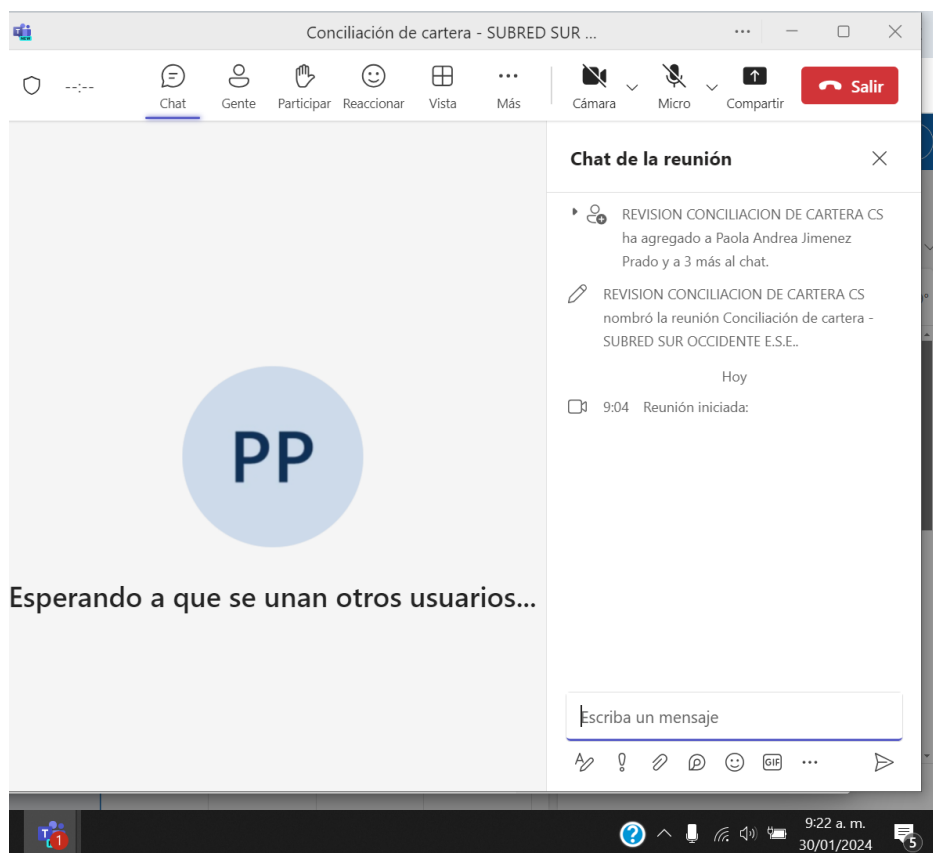 Conciliación de cartera - SUBRED SUR ...
--:--
Chat
Gente
Participar
Reaccionar
Vista
Más
Cámara
Micro
Compartir
Salir
Chat de la reunión
REVISION CONCILIACION DE CARTERA CS
ha agregado a Paola Andrea Jimenez
Prado y a 3 más al chat.
REVISION CONCILIACION DE CARTERA CS
nombró la reunión Conciliación de cartera -
SUBRED SUR OCCIDENTE E.S.E..
Hoy
9:04 Reunión iniciada:
PP
Esperando a que se unan otros usuarios...
Escriba un mensaje
GIF
9:22 a. m.
30/01/2024
1
5